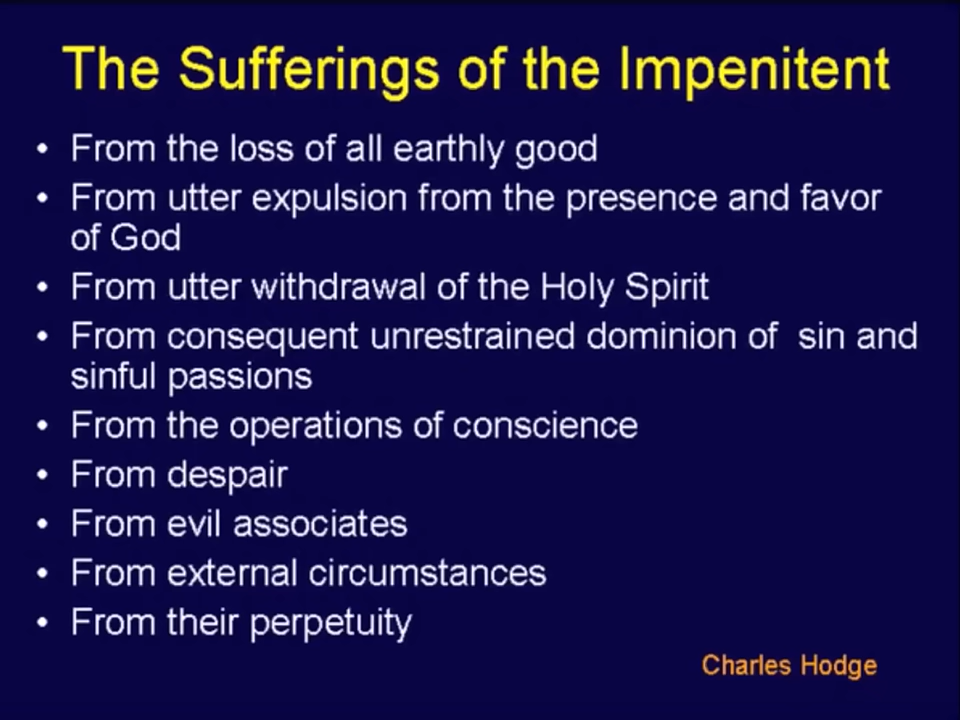 The Sufferings of the Impenitent
• From the loss of all earthly good
• From utter expulsion from the presence and favor
of God
• From utter withdrawal of the Holy Spirit
• From consequent unrestrained dominion of  sin and
sinful passions
• From the operations of conscience
• From despair
• From evil associates
• From external circumstances
• From their perpetuity
Charles Hodge